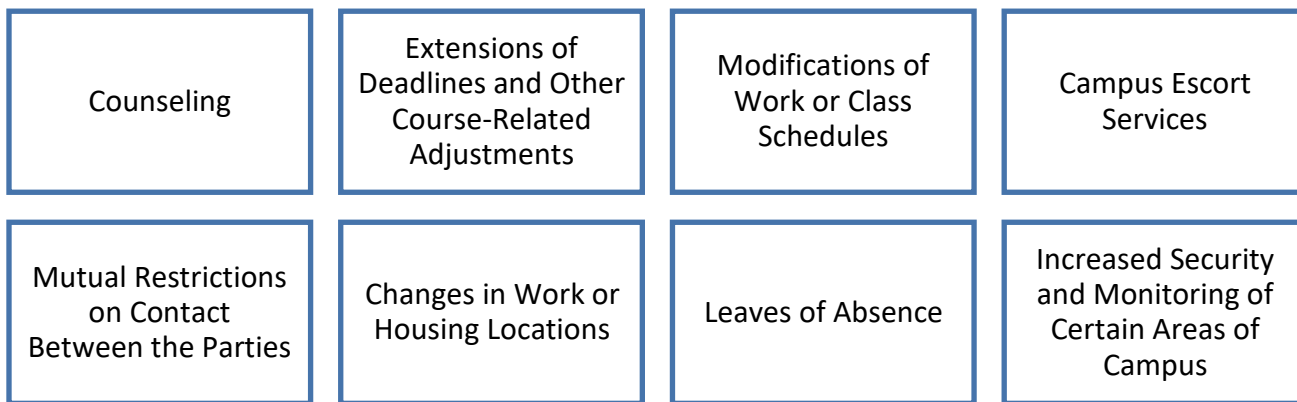 Counseling
Extensions of
Deadlines and Other
Course-Related
Adjustments
Modifications of
Work or Class
Schedules
Campus Escort
Services
Mutual Restrictions
on Contact
Between the Parties
Changes in Work or
Housing Locations
Leaves of Absence
Increased Security
and Monitoring of
Certain Areas of
Campus